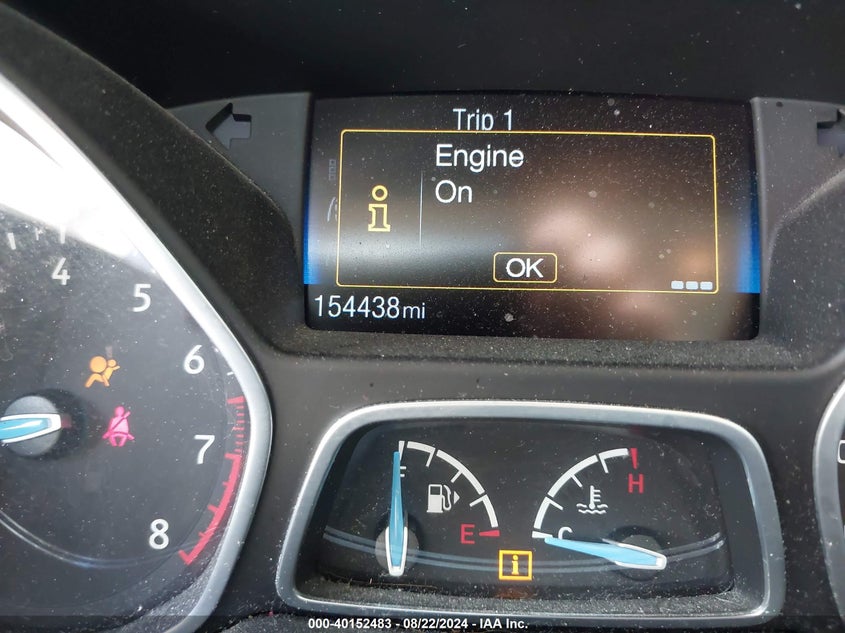 Trip 1
Engine
On
OK
154438mi
4
5
6
7
8
F
E
H
C
i
000-40152483 - 08/22/2024 - IAA Inc.